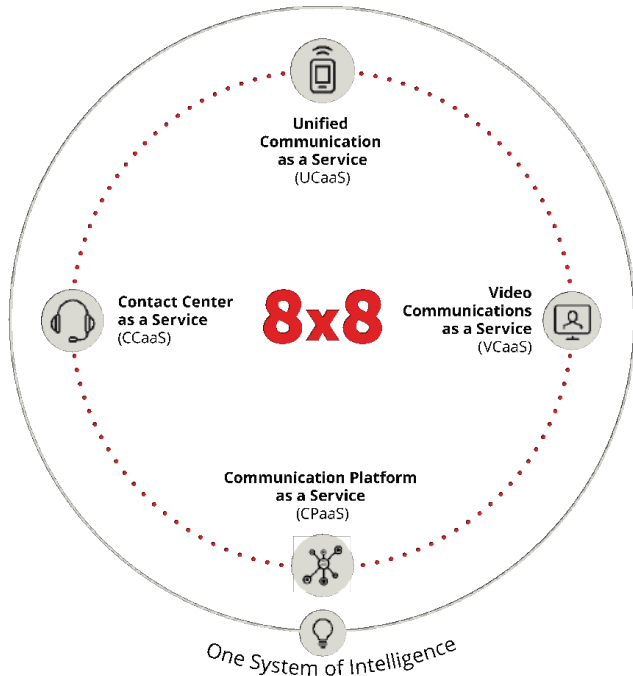 Unified
Communication
as a Service
(UCaaS)
Contact Center
as a Service
(CCaaS)
8x8
Video
Communications
as a Service
(VCaaS)
Communication Platform
as a Service
(CPaaS)
One System of Intelligence